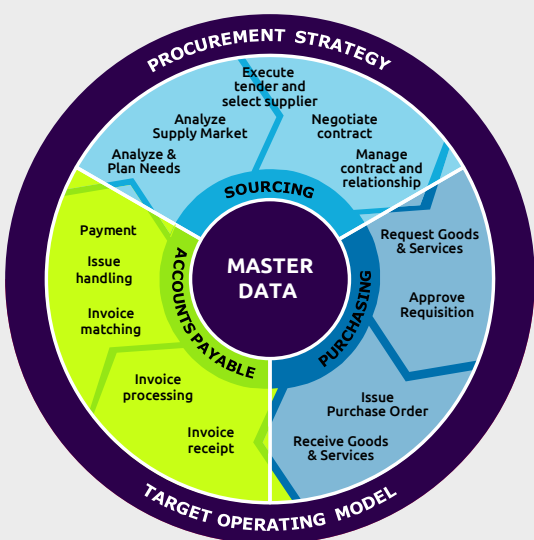 PROCUREMENT STRATEGY
Execute
tender and
select supplier
Analyze
Supply Market
Negotiate
contract
Analyze &
Plan Needs
Manage
contract and
relationship
SOURCING
Payment
Issue
handling
Invoice
matching
Invoice
processing
Invoice
receipt
ACCOUNTS PAYABLE
MASTER
DATA
PURCHASING
Request Goods
& Services
Approve
Requisition
Issue
Purchase Order
Receive Goods
& Services
TARGET OPERATING MODEL